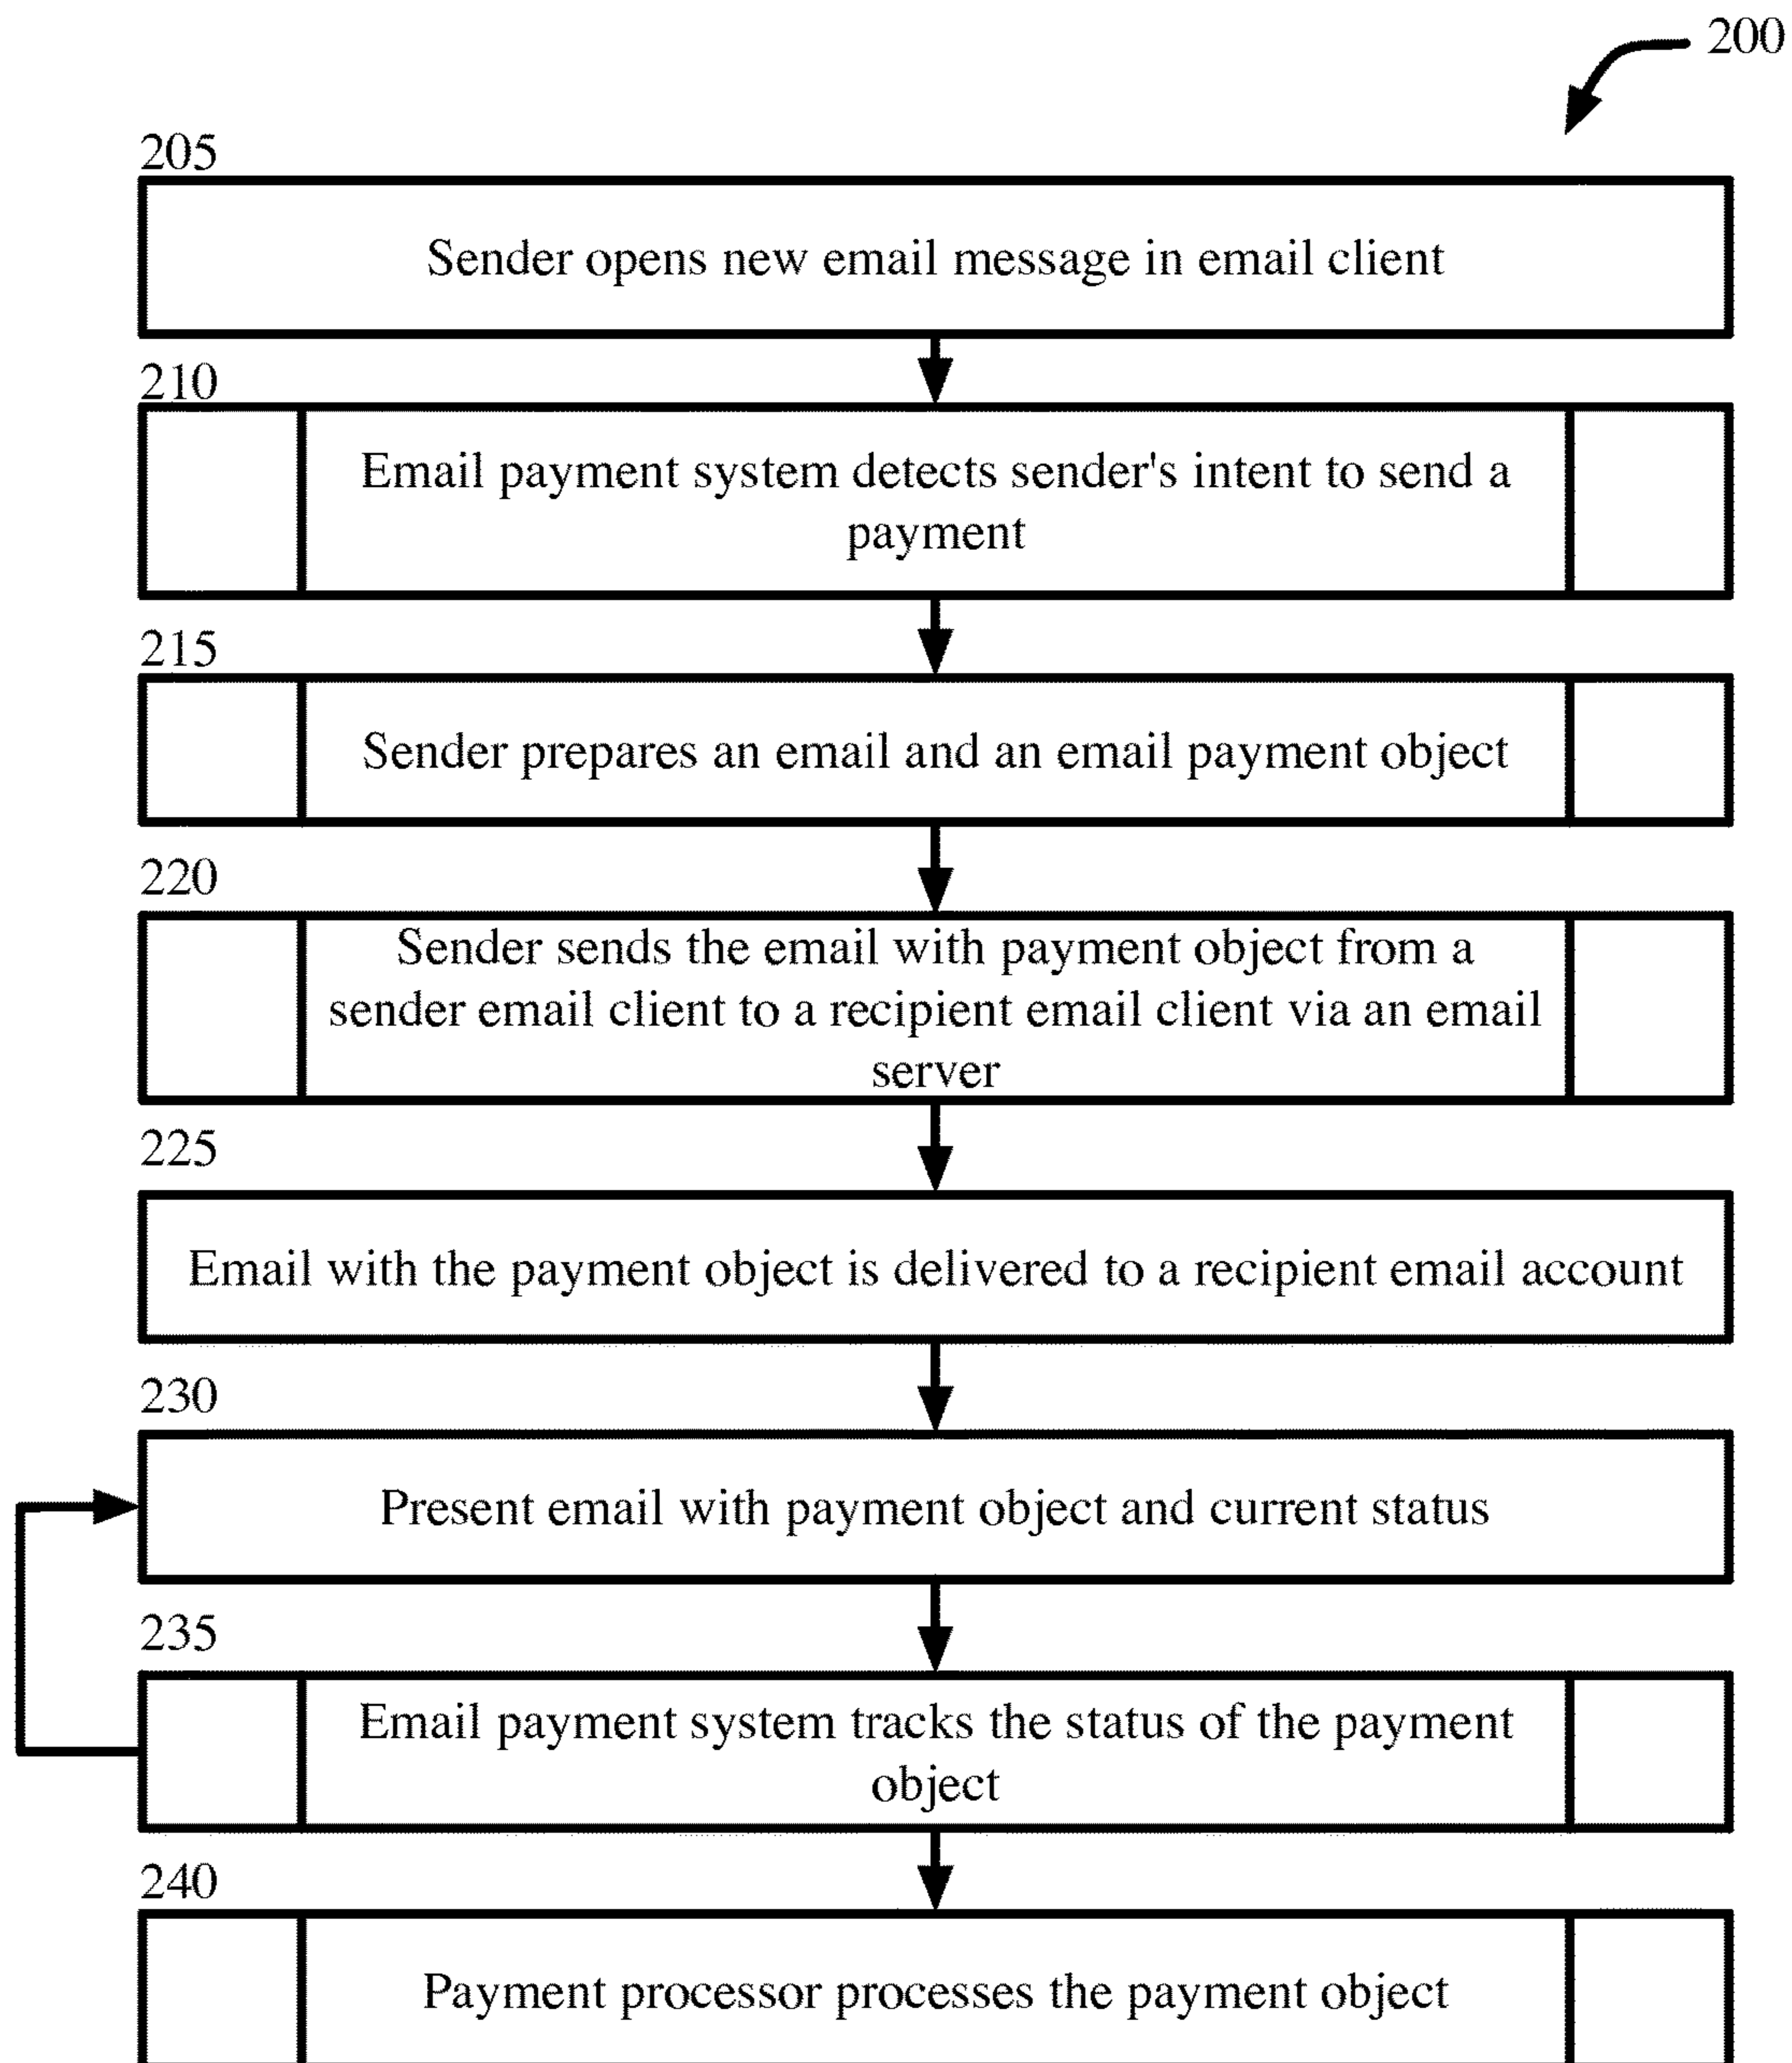 200
205
Sender opens new email message in email client
210
Email payment system detects sender's intent to send a
payment
215
Sender prepares an email and an email payment object
220
Sender sends the email with payment object from a
sender email client to a recipient email client via an email
server
225
Email with the payment object is delivered to a recipient email account
230
Present email with payment object and current status
235
Email payment system tracks the status of the payment
object
240
Payment processor processes the payment object